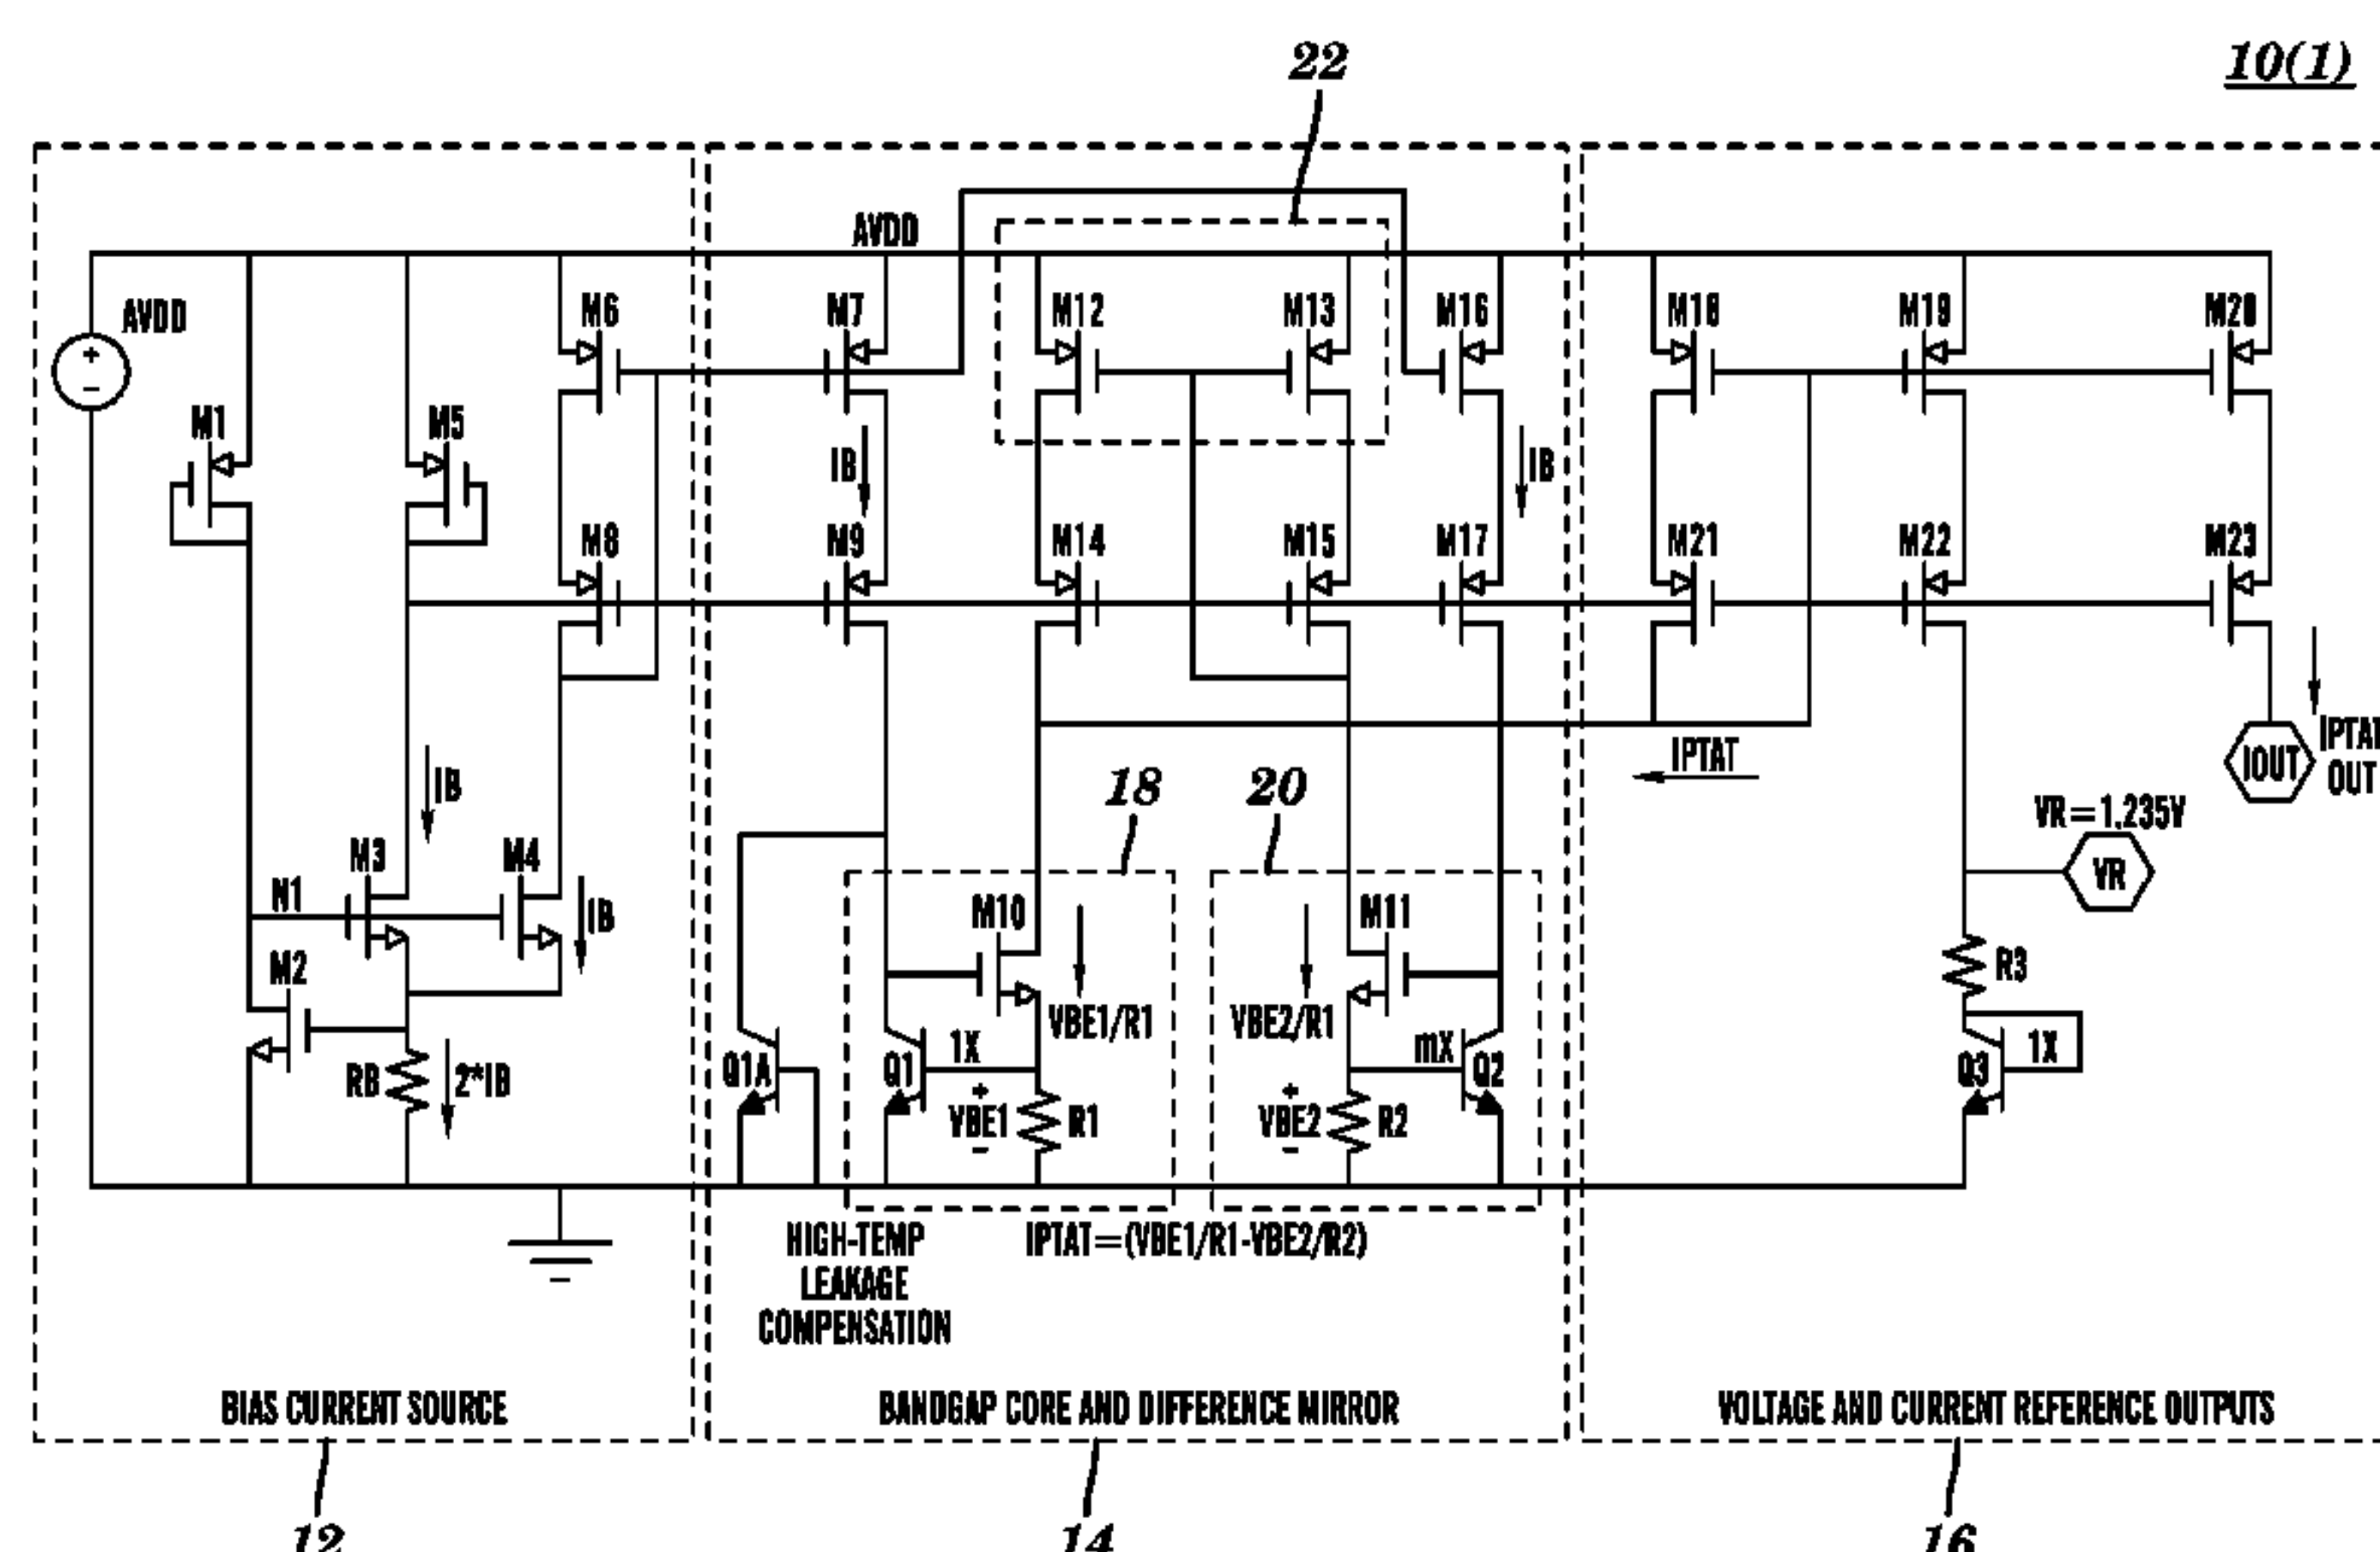 22
10(1)
AVDD
AVDD
M6
M7
M12
M13
M16
M18
M19
M20
M1
M5
IB
IB
M8
M9
M14
M15
M17
M21
M22
M23
IPTAT
OUT
IOUT
IPTAT
IB
18
20
VR=1.235V
VR
M3
M4
N1
IB
M10
M11
M2
R3
VBE1/R1
VBE2/R1
RB
2*IB
Q1A
Q1
1X
mX
Q2
Q3
1X
+
VBE1
-
R1
+
VBE2
-
R2
HIGH-TEMP
LEAKAGE
COMPENSATION
IPTAT=(VBE1/R1-VBE2/R2)
BIAS CURRENT SOURCE
BANDGAP CORE AND DIFFERENCE MIRROR
VOLTAGE AND CURRENT REFERENCE OUTPUTS
12
14
16